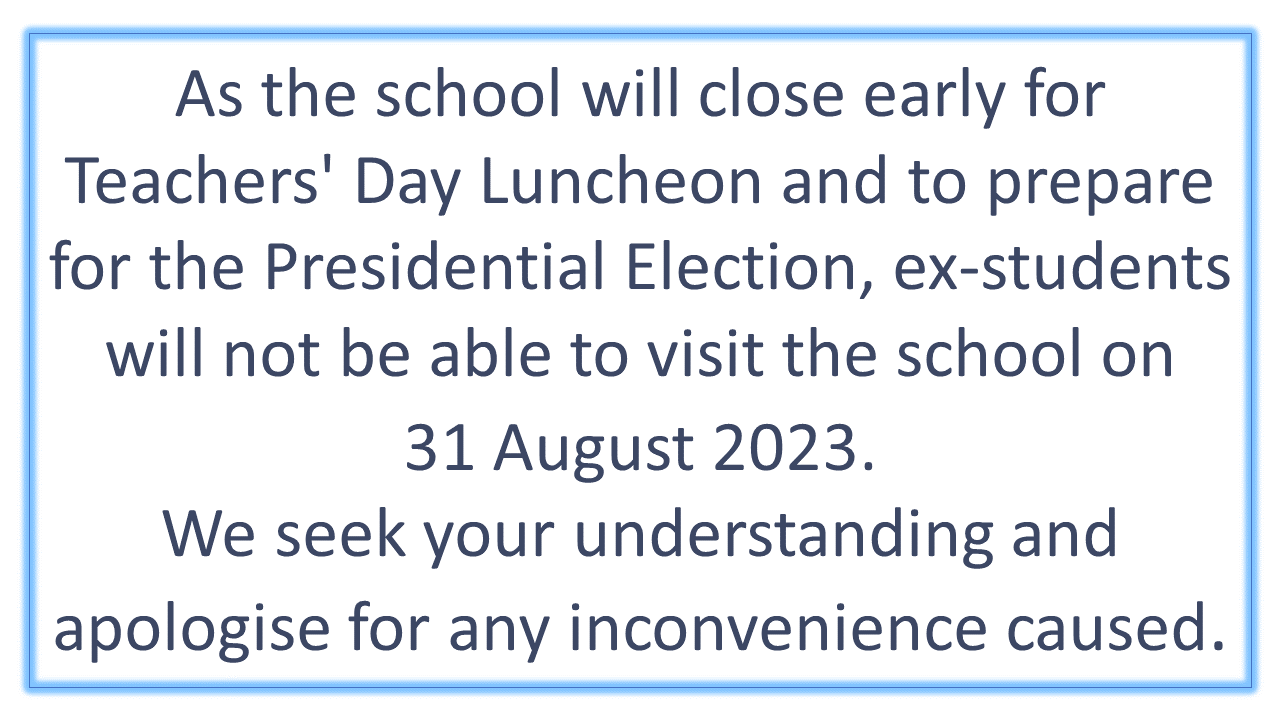 As the school will close early for
Teachers' Day Luncheon and to prepare
for the Presidential Election, ex-students
will not be able to visit the school on
31 August 2023.
We seek your understanding and
apologise for any inconvenience caused.